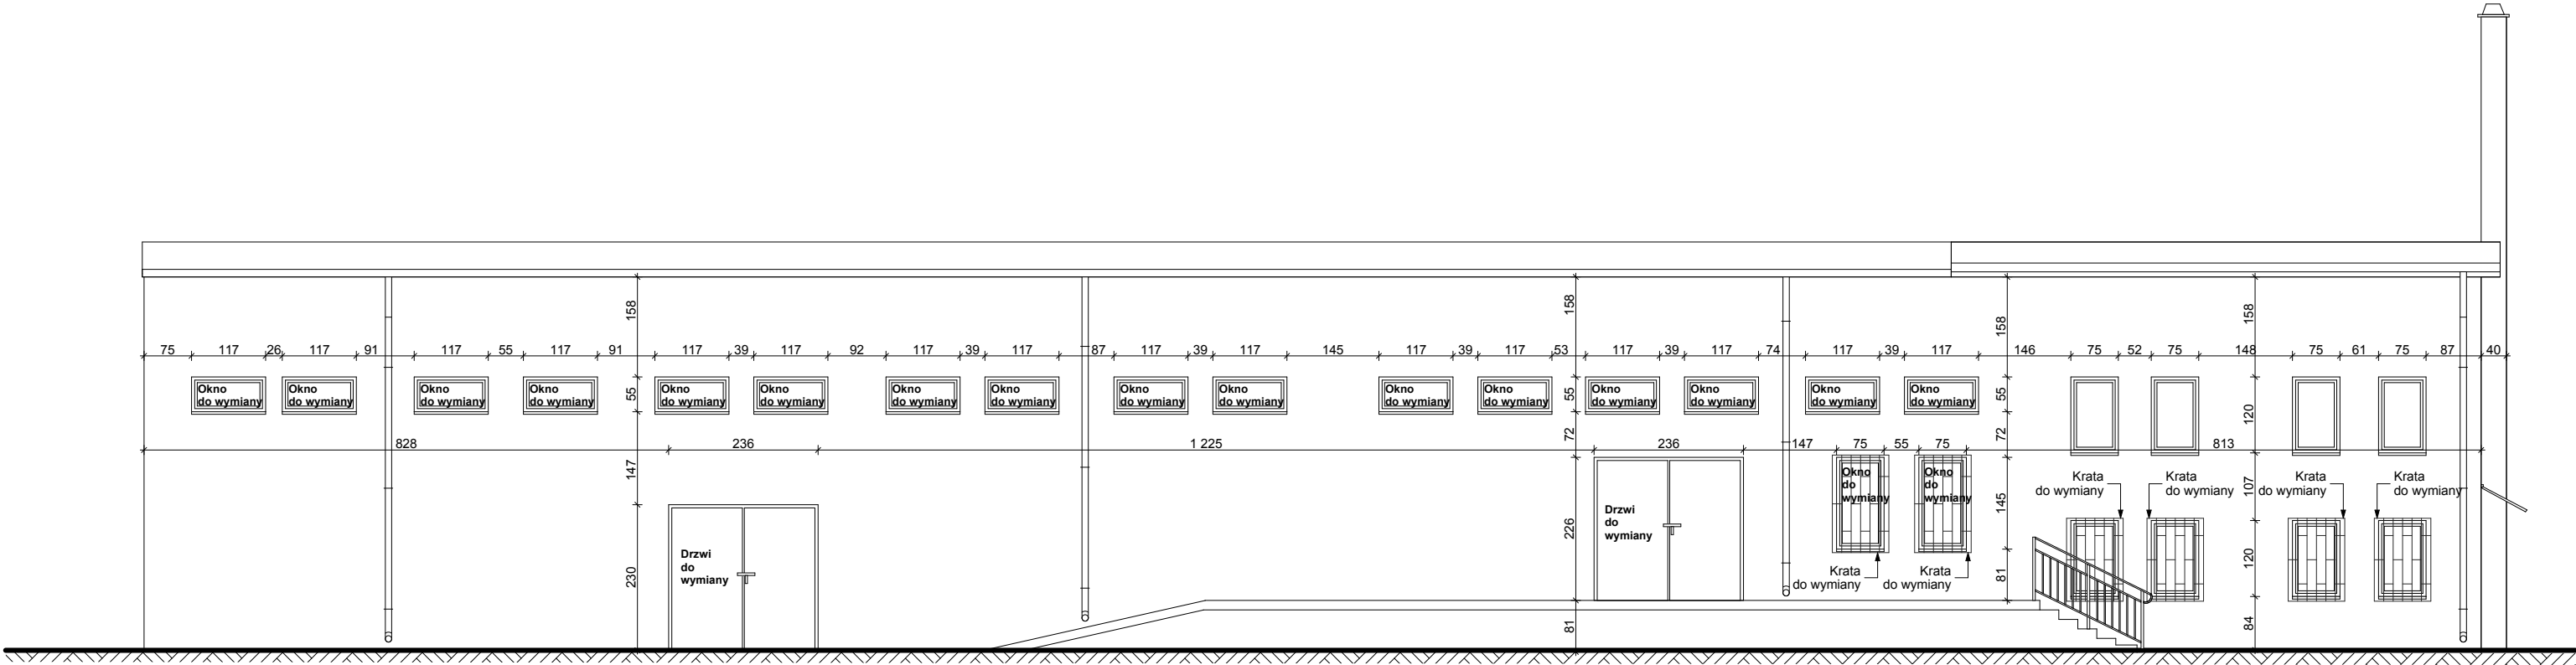 158
158
158
158
75 117 26 117 91 117 55 117 91 117 39 117 92 117 39 117 87 117 39 117 145 117 39 117 53 117 39 117 74 117 39 117 146 75 52 75 148 75 61 75 87 40
Okno
do wymiany
Okno
do wymiany
Okno
do wymiany
Okno
do wymiany
Okno
do wymiany
Okno
do wymiany
Okno
do wymiany
Okno
do wymiany
Okno
do wymiany
Okno
do wymiany
Okno
do wymiany
Okno
do wymiany
Okno
do wymiany
Okno
do wymiany
Okno
do wymiany
Okno
do wymiany
55
55
55
120
72
72
828 236 1 225 236 147 75 55 75 813
147
230
226
81
145
81
107
120
84
Drzwi
do
wymiany
Drzwi
do
wymiany
Okno
do
wymiany
Okno
do
wymiany
Krata
do wymiany
Krata
do wymiany
Krata
do wymiany
Krata
do wymiany
Krata
do wymiany
Krata
do wymiany